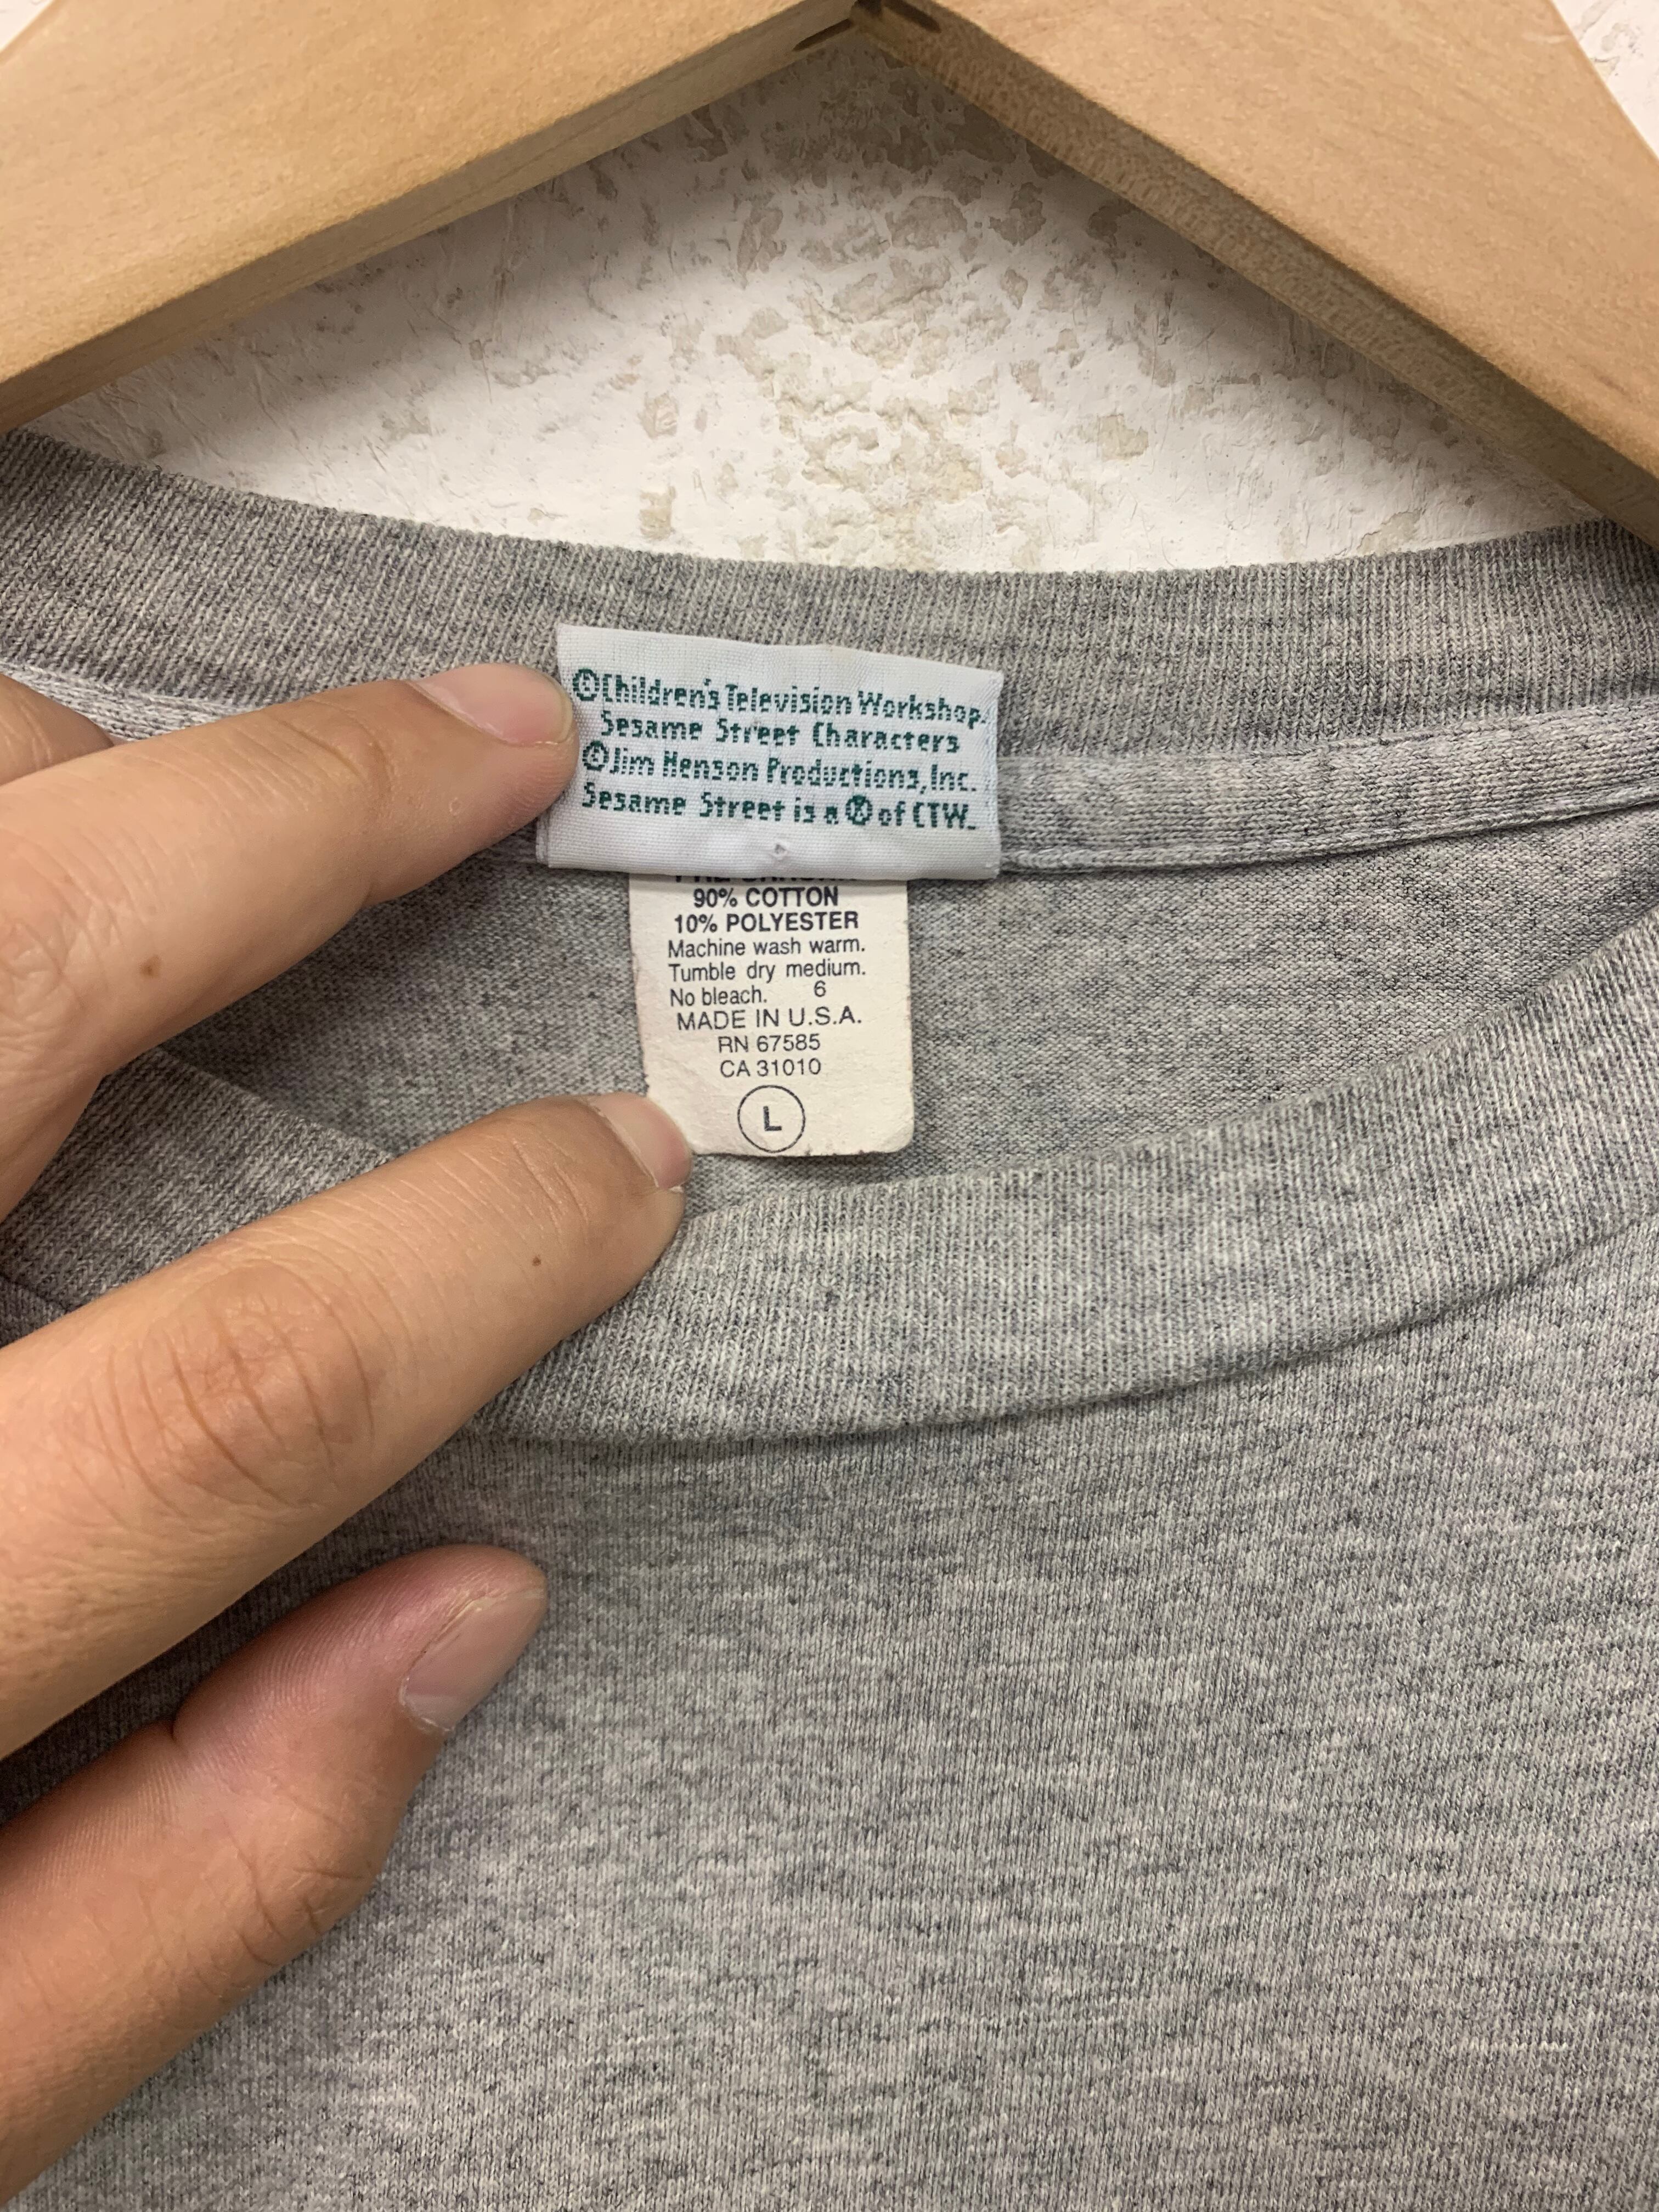 ©Children's Television Workshop.
Sesame Street Characters
©Jim Henson Productions, Inc.
Sesame Street is a ® of CTW.
90% COTTON
10% POLYESTER
Machine wash warm.
Tumble dry medium.
No bleach. 6
MADE IN U.S.A.
RN 67585
CA 31010
L